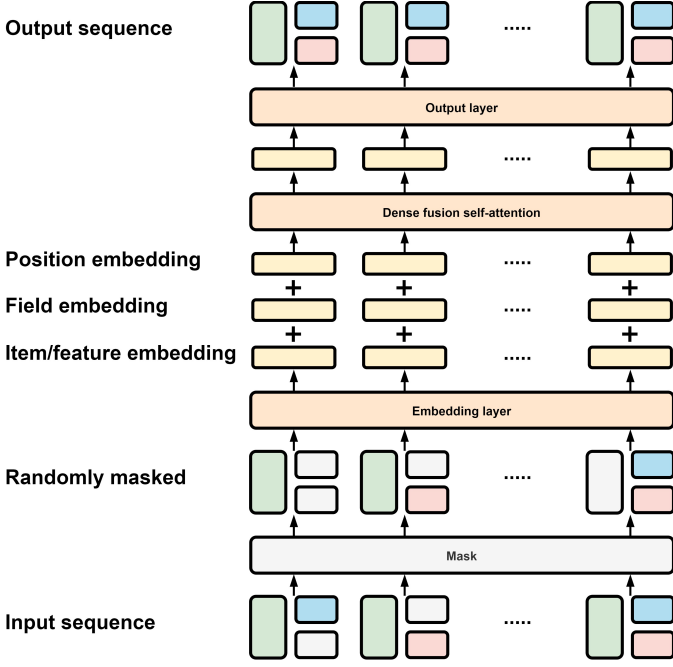 Output sequence
.....
Output layer
.....
Dense fusion self-attention
Position embedding
.....
+ + +
Field embedding
.....
+ + +
Item/feature embedding
.....
Embedding layer
Randomly masked
.....
Mask
Input sequence
.....